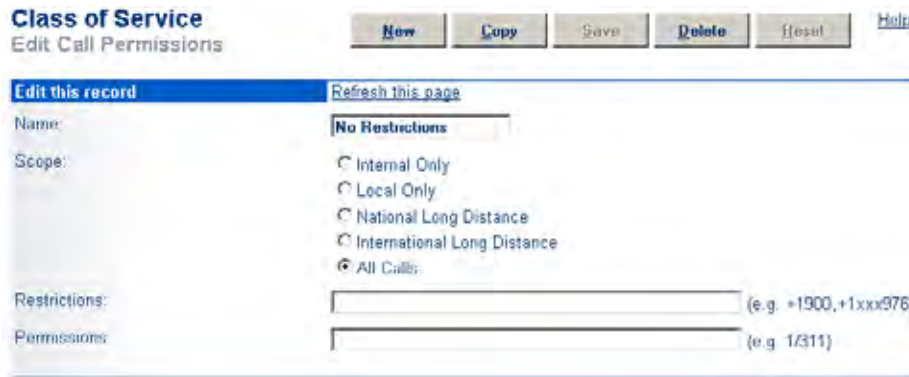 Class of Service
Edit Call Permissions
New Copy Save Delete Reset Help
Edit this record Refresh this page
Name: No Restrictions
Scope: Internal Only
Local Only
National Long Distance
International Long Distance
All Calls
Restrictions: (e.g. +1900,+1xxx976
Permissions: (e.g. 1/311)